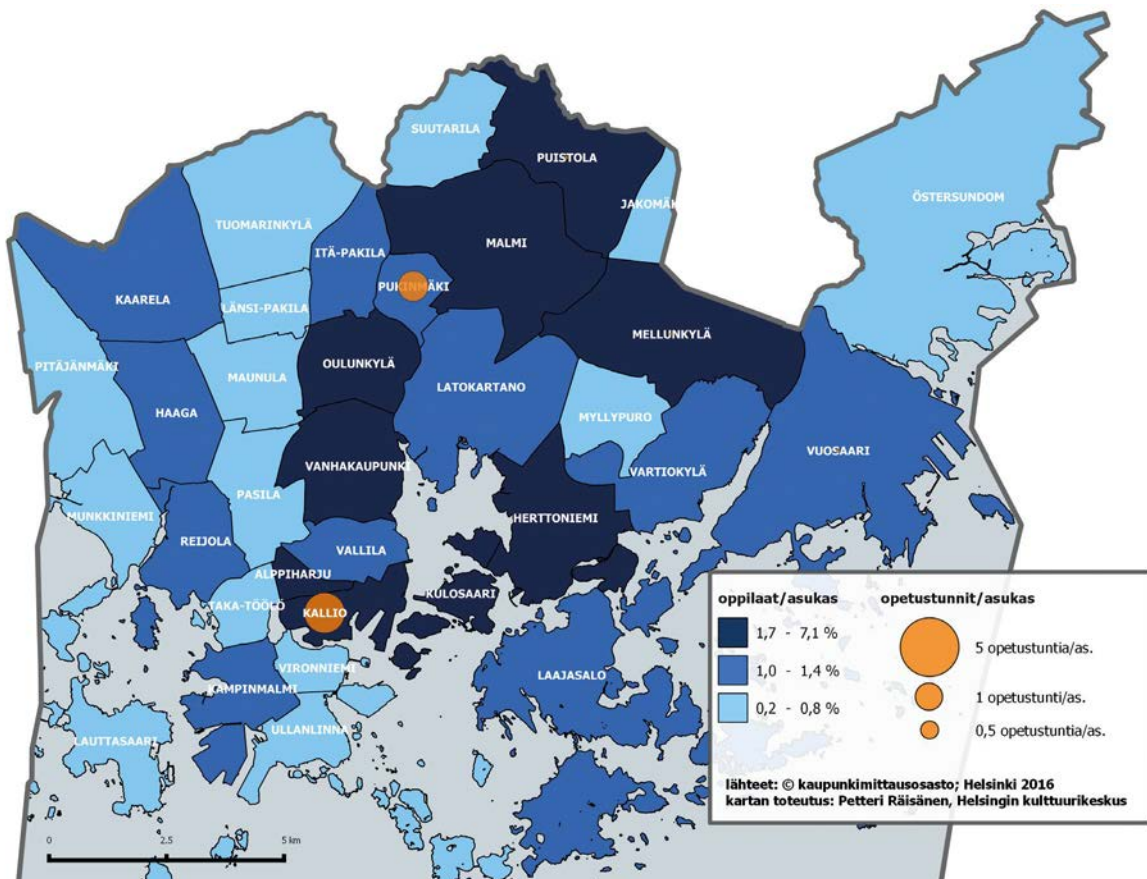 SUUTARILA
PUISTOLA
ÖSTERSUNDOM
JAKOMÄK
TUOMARINKYLÄ
MALMI
ITÄ-PAKILA
PUKINMÄKI
KAARELA
LÄNSI-PAKILA
MELLUNKYLÄ
PITÄJÄNMÄKI
OULUNKYLÄ
MAUNULA
LATOKARTANO
HAAGA
MYLLYPURO
VUOSAARI
VANHAKAUPUNKI
VARTIOKYLÄ
PASILA
MUNKKINIEMI
HERTTONIEMI
REIJOLA
VALLILA
ALPPIHARJU
KULOSAARI
TAKA-TÖÖLÖ
KALLIO
VIRONNIEMI
LAAJASALO
KAMPINMALMI
ULLANLINNA
LAUTTASAARI
oppilaat/asukas
1,7 - 7,1 %
1,0 - 1,4 %
0,2 - 0,8 %
opetustunnit/asukas
5 opetustuntia/as.
1 opetustunti/as.
0,5 opetustuntia/as.
lähteet: © kaupunkimittausosasto; Helsinki 2016
kartan toteutus: Petteri Räisänen, Helsingin kulttuurikeskus
0 2.5 5 km